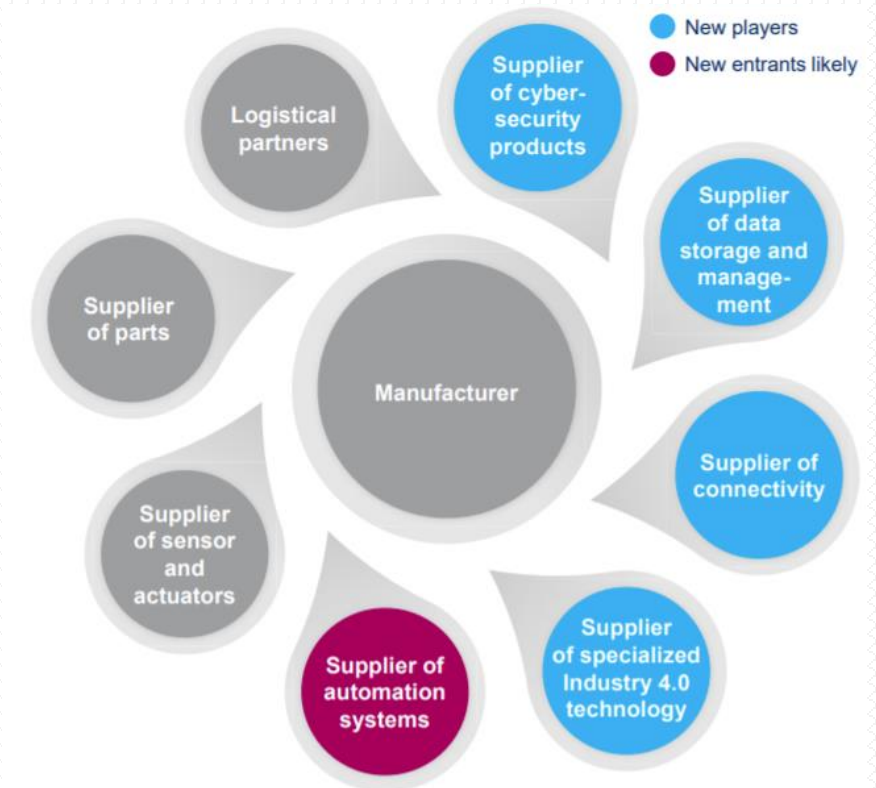 New players
New entrants likely
Supplier
of cyber-
security
products
Logistical
partners
Supplier
of data
storage and
manage-
ment
Supplier
of parts
Manufacturer
Supplier of
connectivity
Supplier
of sensor
and
actuators
Supplier of
automation
systems
Supplier
of specialized
Industry 4.0
technology